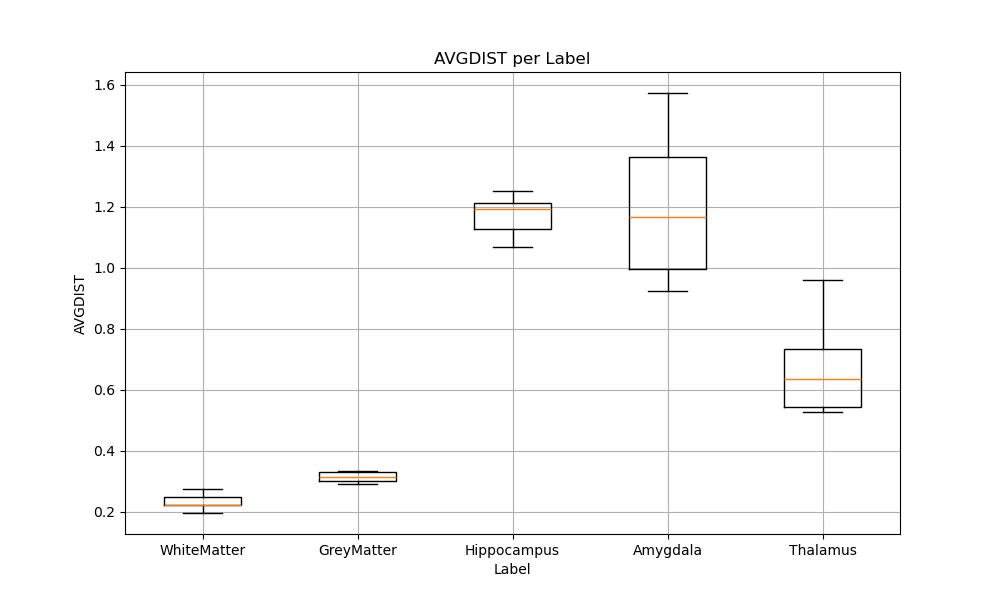 AVGDIST per Label
1.6
1.4
1.2
1.0
0.8
0.6
0.4
0.2
AVGDIST
WhiteMatter GreyMatter Hippocampus Amygdala Thalamus
Label